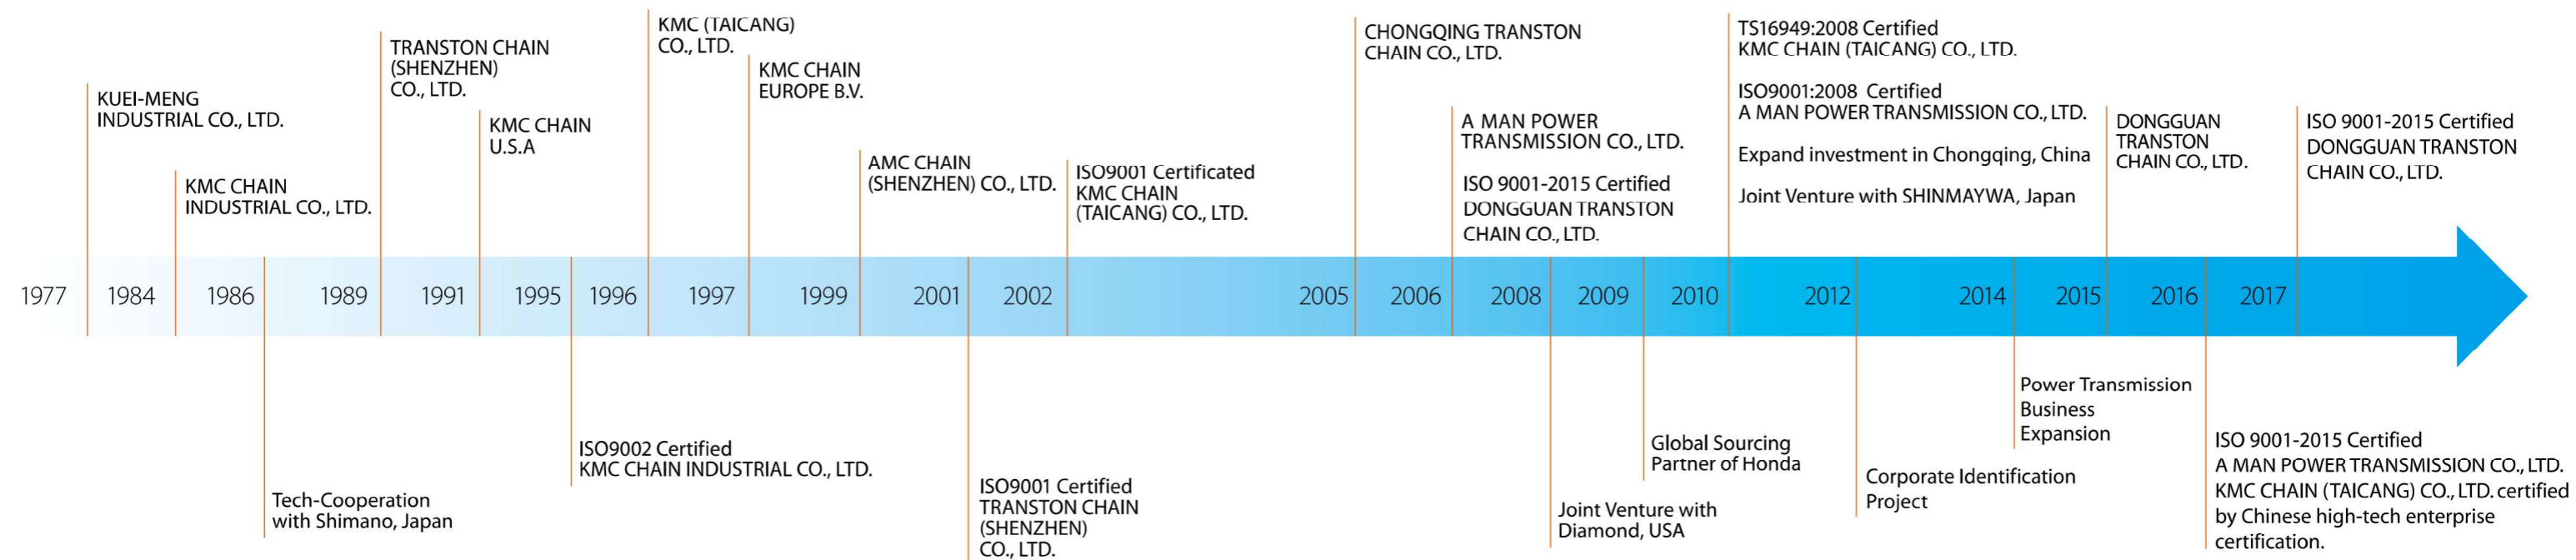 KUEI-MENG
INDUSTRIAL CO., LTD.
KMC CHAIN
INDUSTRIAL CO., LTD.
TRANSTON CHAIN
(SHENZHEN)
CO., LTD.
KMC CHAIN
U.S.A
KMC (TAICANG)
CO., LTD.
KMC CHAIN
EUROPE B.V.
AMC CHAIN
(SHENZHEN) CO., LTD.
ISO9001 Certificated
KMC CHAIN
(TAICANG) CO., LTD.
CHONGQING TRANSTON
CHAIN CO., LTD.
A MAN POWER
TRANSMISSION CO., LTD.
ISO 9001-2015 Certified
DONGGUAN TRANSTON
CHAIN CO., LTD.
TS16949:2008 Certified
KMC CHAIN (TAICANG) CO., LTD.
ISO9001:2008 Certified
A MAN POWER TRANSMISSION CO., LTD.
Expand investment in Chongqing, China
Joint Venture with SHINMAYWA, Japan
DONGGUAN
TRANSTON
CHAIN CO., LTD.
ISO 9001-2015 Certified
DONGGUAN TRANSTON
CHAIN CO., LTD.
1977 1984 1986 1989 1991 1995 1996 1997 1999 2001 2002 2005 2006 2008 2009 2010 2012 2014 2015 2016 2017
Tech-Cooperation
with Shimano, Japan
ISO9002 Certified
KMC CHAIN INDUSTRIAL CO., LTD.
ISO9001 Certified
TRANSTON CHAIN
(SHENZHEN)
CO., LTD.
Joint Venture with
Diamond, USA
Global Sourcing
Partner of Honda
Corporate Identification
Project
Power Transmission
Business
Expansion
ISO 9001-2015 Certified
A MAN POWER TRANSMISSION CO., LTD.
KMC CHAIN (TAICANG) CO., LTD. certified
by Chinese high-tech enterprise
certification.